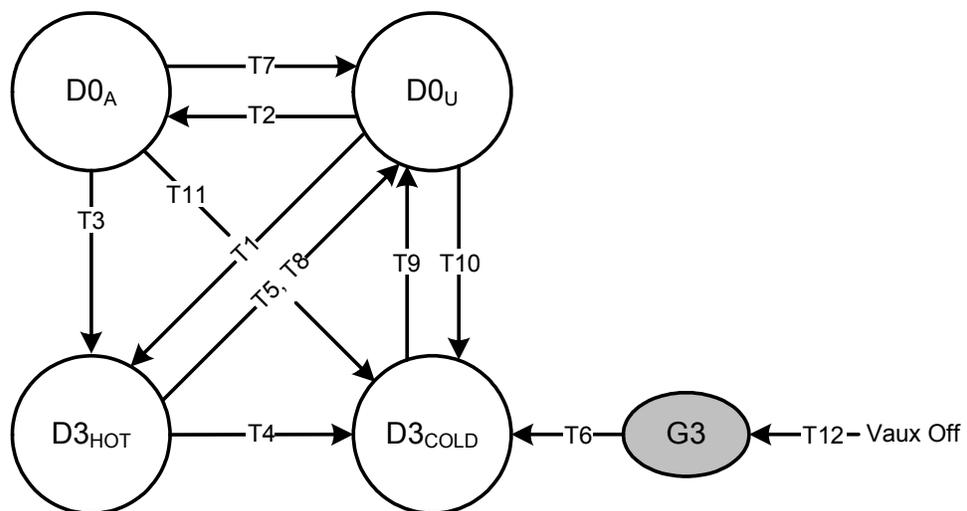 D0A
T7
D0U
T2
T11
T3
T1
T5, T8
T9
T10
D3HOT
T4
D3COLD
T6
G3
T12
Vaux Off